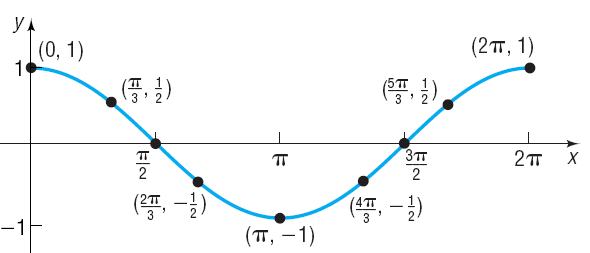 y
(0, 1)
(2π, 1)
1
(π/3, 1/2)
(5π/3, 1/2)
π/2
π
3π/2
2π
x
(2π/3, −1/2)
(4π/3, −1/2)
−1
(π, −1)